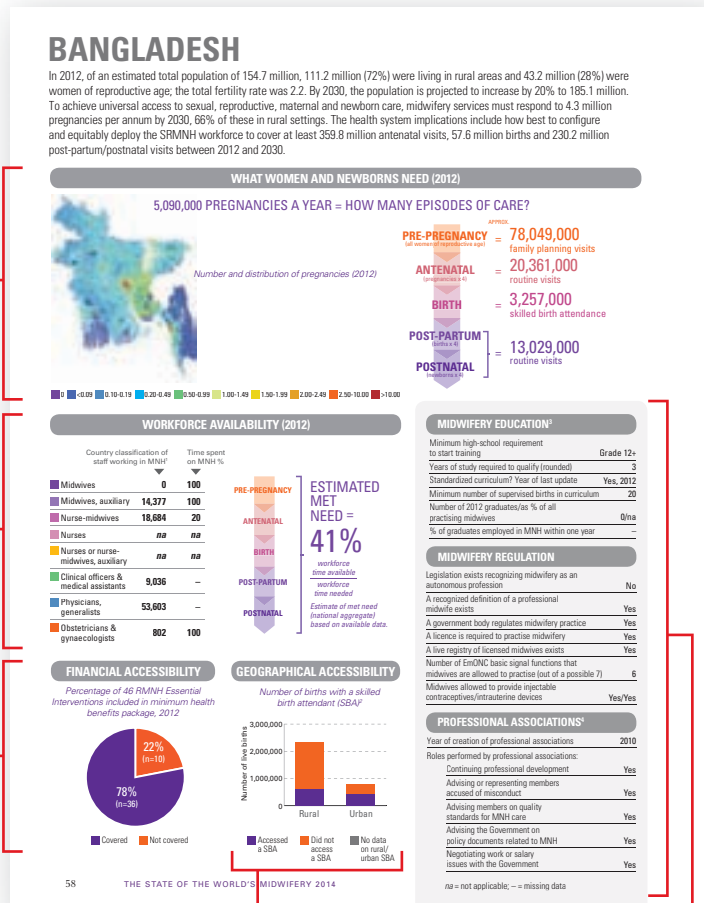 BANGLADESH
In 2012, of an estimated total population of 154.7 million, 111.2 million (72%) were living in rural areas and 43.2 million (28%) were
women of reproductive age; the total fertility rate was 2.2. By 2030, the population is projected to increase by 20% to 185.1 million.
To achieve universal access to sexual, reproductive, maternal and newborn care, midwifery services must respond to 4.3 million
pregnancies per annum by 2030, 66% of these in rural settings. The health system implications include how best to configure
and equitably deploy the SRMNH workforce to cover at least 359.8 million antenatal visits, 57.6 million births and 230.2 million
post-partum/postnatal visits between 2012 and 2030.
WHAT WOMEN AND NEWBORNS NEED (2012)
5,090,000 PREGNANCIES A YEAR = HOW MANY EPISODES OF CARE?
Number and distribution of pregnancies (2012)
APPROX.
PRE-PREGNANCY
(all women of reproductive age)
= 78,049,000
family planning visits
ANTENATAL
(pregnancies x 4)
= 20,361,000
routine visits
BIRTH
= 3,257,000
skilled birth attendance
POST-PARTUM
(births x 4)
POSTNATAL
(newborns x 4)
= 13,029,000
routine visits
0 <0.09 0.10-0.19 0.20-0.49 0.50-0.99 1.00-1.49 1.50-1.99 2.00-2.49 2.50-10.00 >10.00
WORKFORCE AVAILABILITY (2012)
Country classification of
staff working in MNH¹
Time spent
on MNH %
Midwives 0 100
Midwives, auxiliary 14,377 100
Nurse-midwives 18,684 20
Nurses na na
Nurses or nurse-
midwives, auxiliary na na
Clinical officers &
medical assistants 9,036 –
Physicians,
generalists 53,603 –
Obstetricians &
gynaecologists 802 100
PRE-PREGNANCY
ANTENATAL
BIRTH
POST-PARTUM
POSTNATAL
ESTIMATED
MET
NEED =
41%
workforce
time available
workforce
time needed
Estimate of met need
(national aggregate)
based on available data.
FINANCIAL ACCESSIBILITY
Percentage of 46 RMNH Essential
Interventions included in minimum health
benefits package, 2012
22%
(n=10)
78%
(n=36)
Covered Not covered
GEOGRAPHICAL ACCESSIBILITY
Number of births with a skilled
birth attendant (SBA)²
Number of live births
3,000,000
2,000,000
1,000,000
0
Rural Urban
Accessed
a SBA
Did not
access
a SBA
No data
on rural/
urban SBA
MIDWIFERY EDUCATION³
Minimum high-school requirement
to start training Grade 12+
Years of study required to qualify (rounded) 3
Standardized curriculum? Year of last update Yes, 2012
Minimum number of supervised births in curriculum 20
Number of 2012 graduates/as % of all
practising midwives 0/na
% of graduates employed in MNH within one year –
MIDWIFERY REGULATION
Legislation exists recognizing midwifery as an
autonomous profession No
A recognized definition of a professional
midwife exists Yes
A government body regulates midwifery practice Yes
A licence is required to practise midwifery Yes
A live registry of licensed midwives exists Yes
Number of EmONC basic signal functions that
midwives are allowed to practise (out of a possible 7) 6
Midwives allowed to provide injectable
contraceptives/intrauterine devices Yes/Yes
PROFESSIONAL ASSOCIATIONS⁴
Year of creation of professional associations 2010
Roles performed by professional associations:
Continuing professional development Yes
Advising or representing members
accused of misconduct Yes
Advising members on quality
standards for MNH care Yes
Advising the Government on
policy documents related to MNH Yes
Negotiating work or salary
issues with the Government Yes
na = not applicable; – = missing data
58 THE STATE OF THE WORLD'S MIDWIFERY 2014